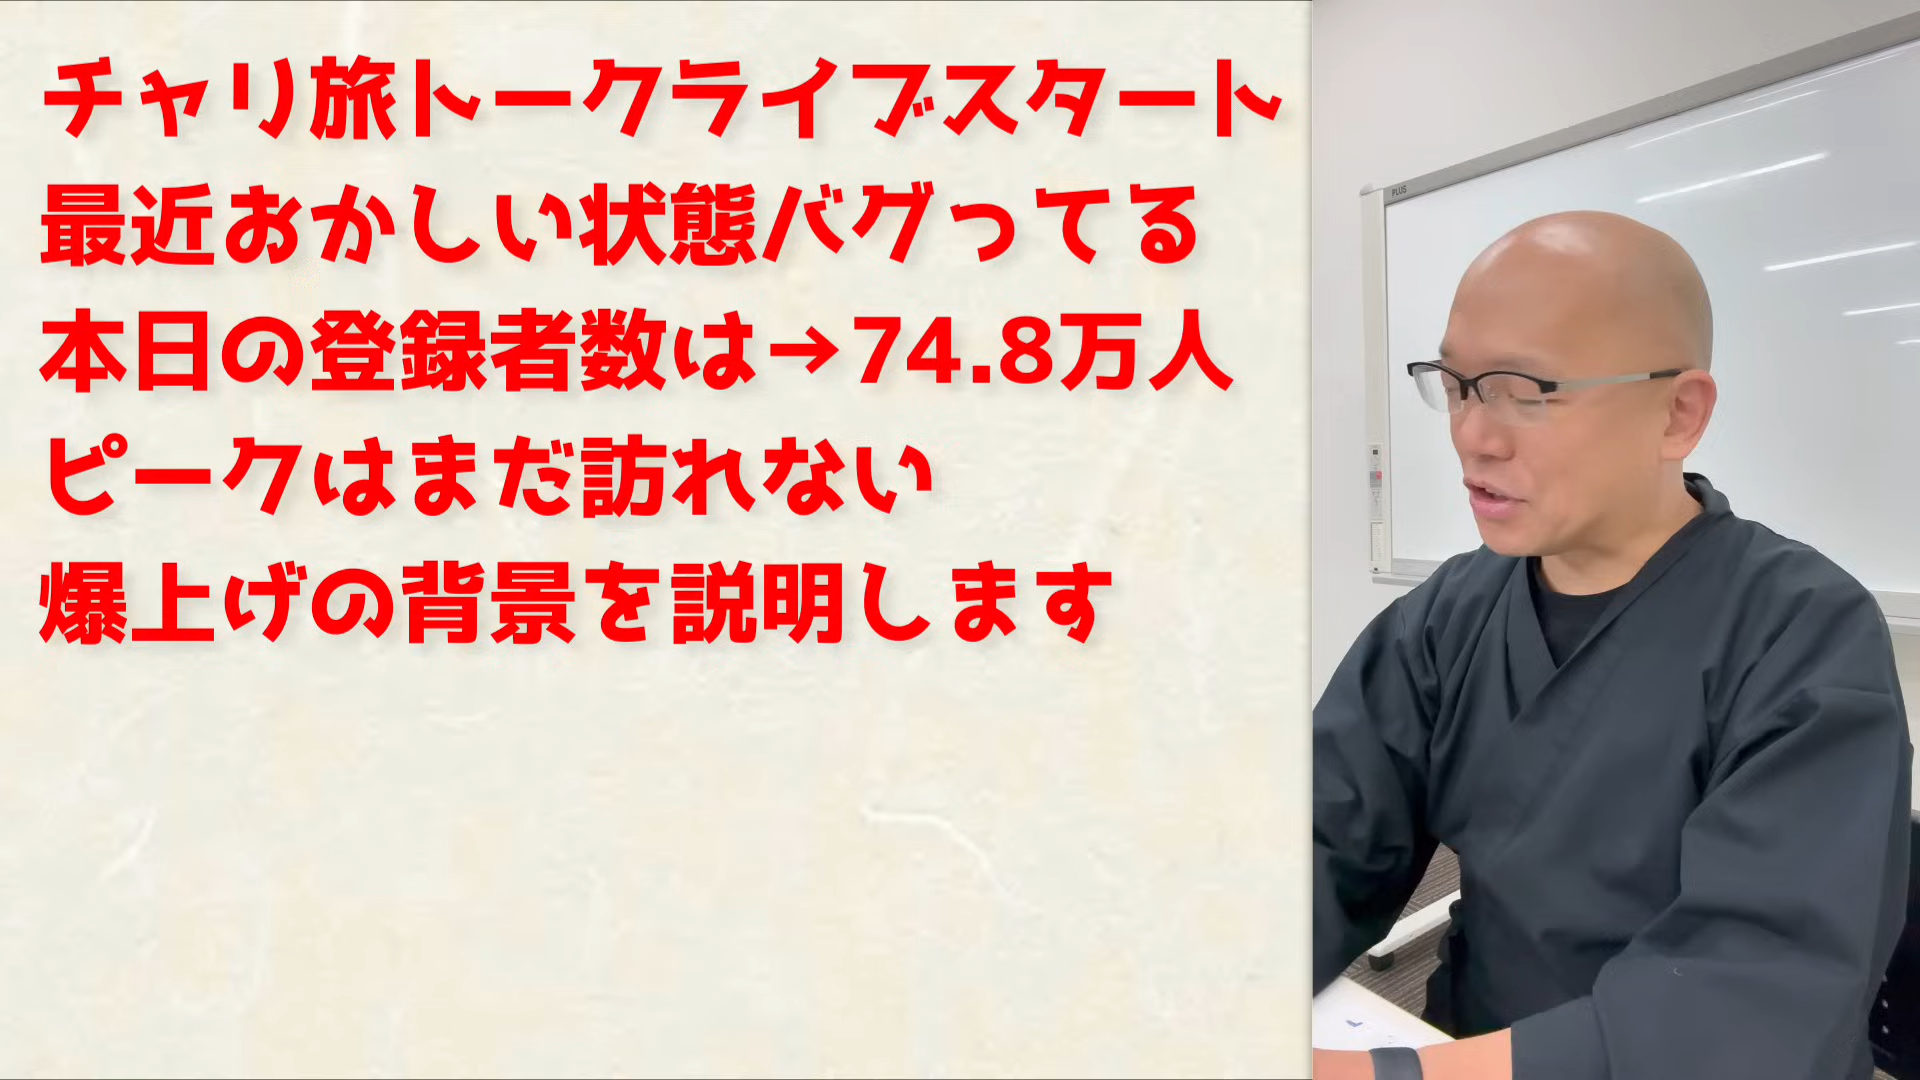 チャリ旅トークライブスタート
最近おかしい状態バグってる
本日の登録者数は→74.8万人
ピークはまだ訪れない
爆上げの背景を説明します
PLUS